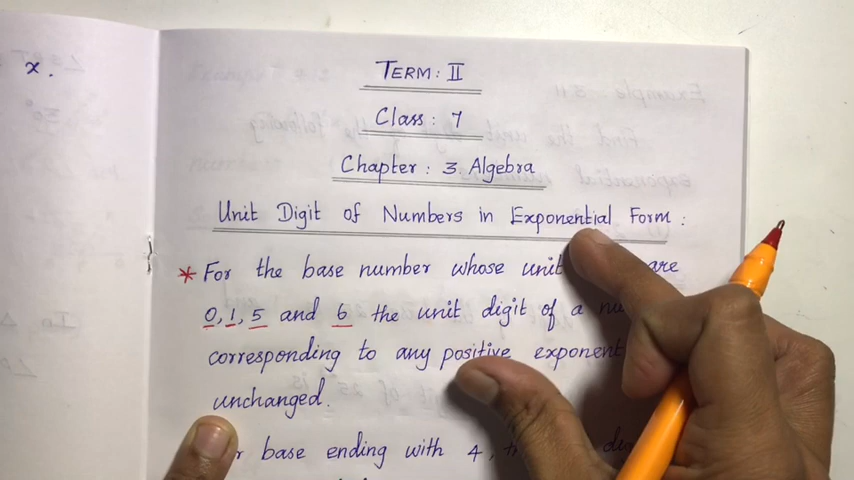 x.
TERM: II
Class: 7
Chapter: 3. Algebra
Unit Digit of Numbers in Exponential Form:
* For the base number whose unit are
0, 1, 5 and 6 the unit digit of a
corresponding to any positive exponent
unchanged.
base ending with 4,